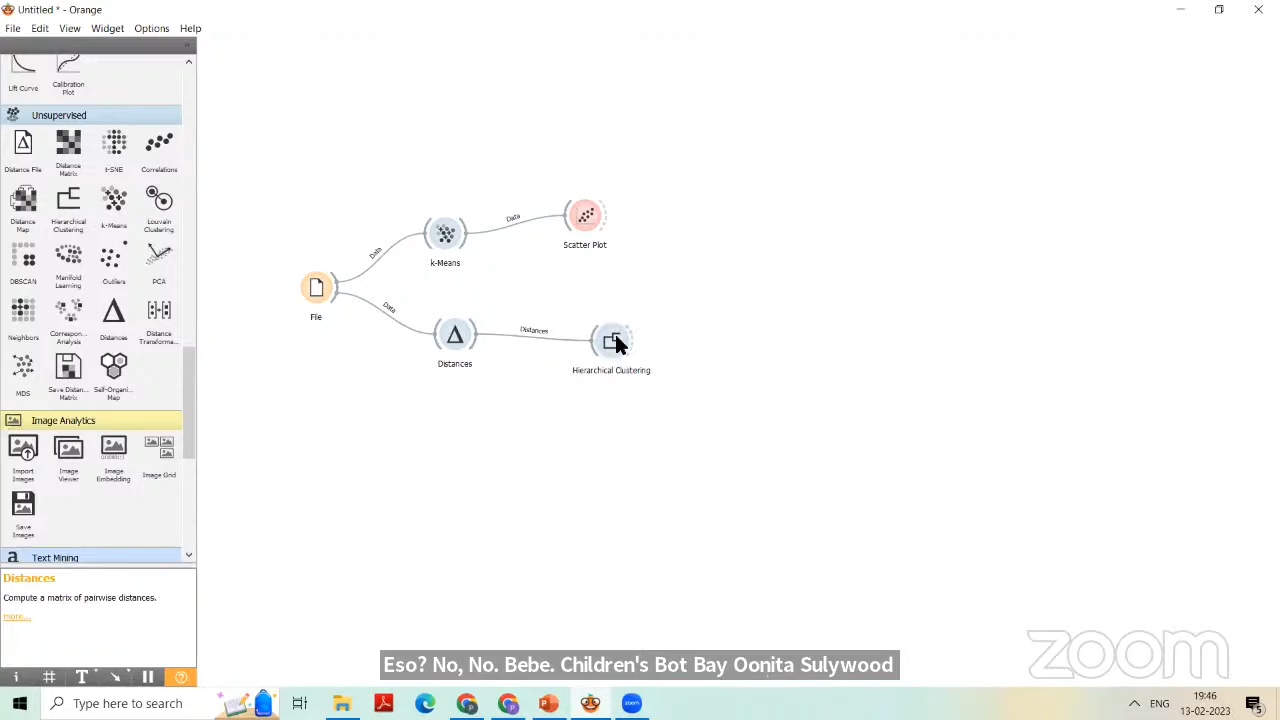 Untitled * - Orange
File Edit View Widget Options Help
Lift Curve
Calibration Plot
Unsupervised
Distance File
Distance Matrix
t-SNE
Correlations
Distance Map
Hierarchical Clustering
k-Means
Louvain Clustering
DBSCAN
Manifold Learning
Outliers
PCA
Neighbors
Correspon... Analysis
Distances
Distance Transforma...
MDS
Save Distan... Matrix
Self-Organi... Map
Image Analytics
Import Images
Image Viewer
Image Embedding
Image Grid
Save Images
Text Mining
Distances
Compute a matrix of pairwise distances.
more...
File
Data
Data
k-Means
Data
Scatter Plot
Distances
Distances
Hierarchical Clustering
Eso? No, No. Bebe. Children's Bot Bay Oonita Sulywood
zoom
Type here to search
zoom
ENG
19:46
13-02-2023
5